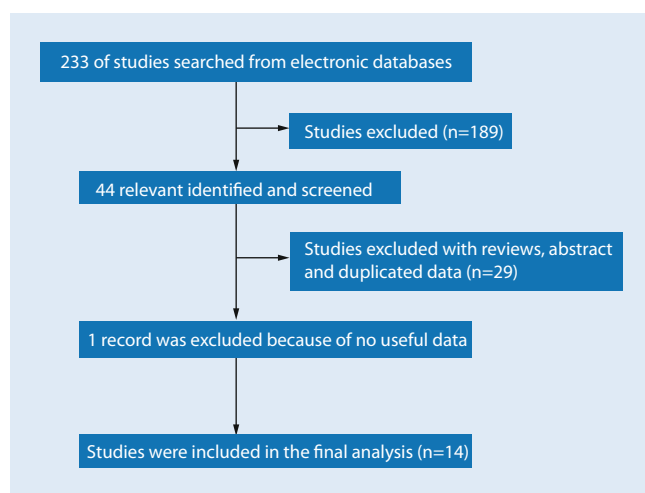 233 of studies searched from electronic databases
Studies excluded (n=189)
44 relevant identified and screened
Studies excluded with reviews, abstract
and duplicated data (n=29)
1 record was excluded because of no useful data
Studies were included in the final analysis (n=14)